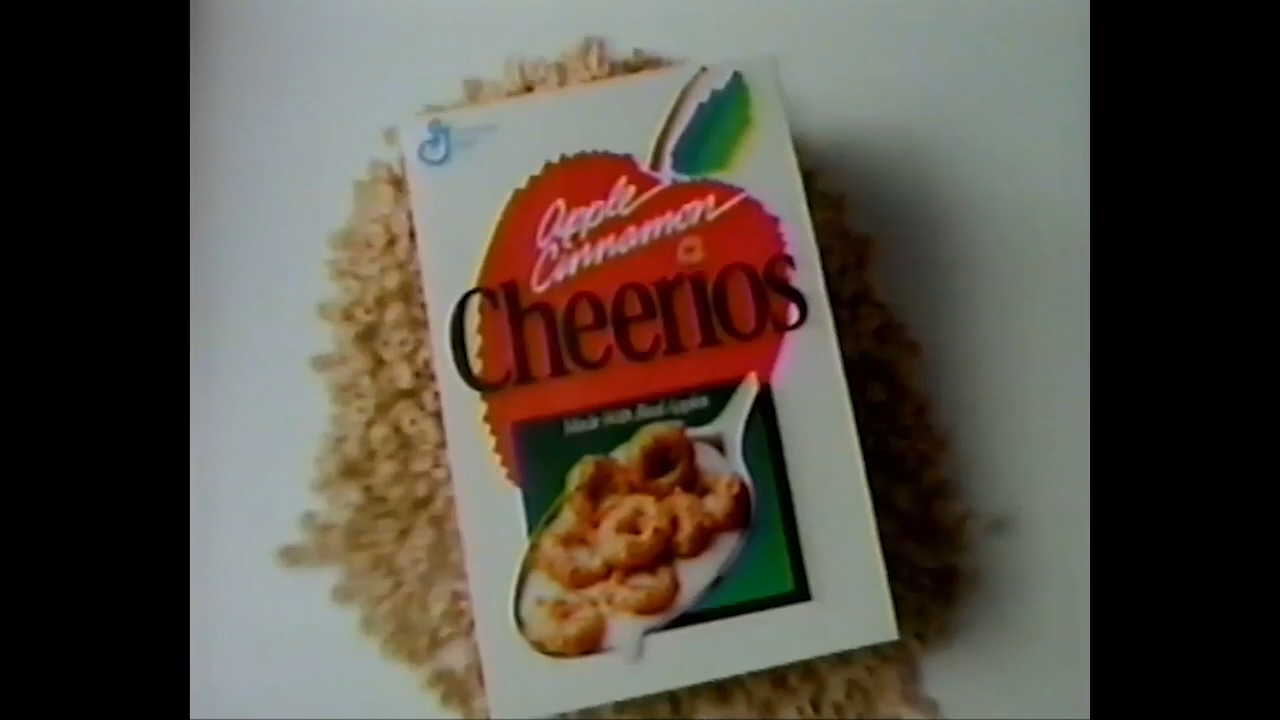 Apple
Cinnamon
Cheerios
Made With Real Apples